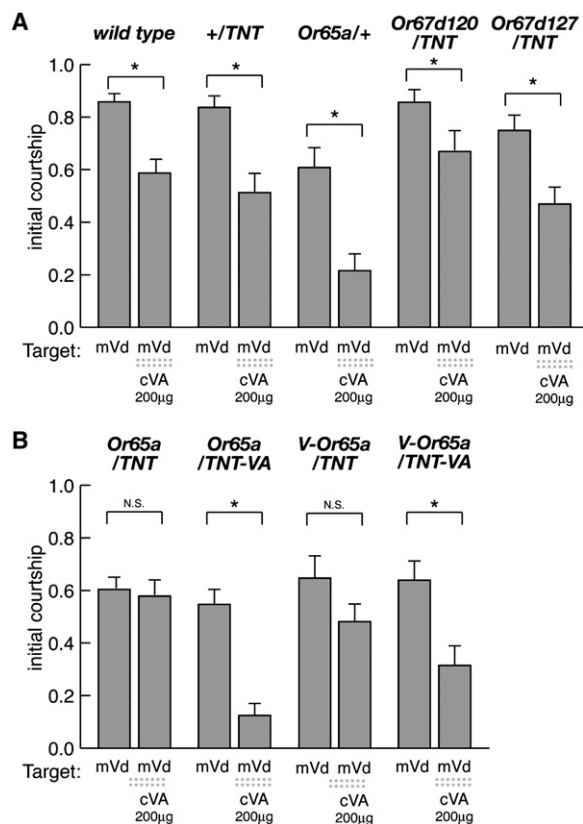 A
wild type +/TNT Or65a/+ Or67d120 /TNT Or67d127 /TNT
* * * * *
initial courtship
1.0
0.8
0.6
0.4
0.2
0.0
Target: mVd mVd mVd mVd mVd mVd mVd mVd mVd mVd
cVA cVA cVA cVA cVA
200µg 200µg 200µg 200µg 200µg
B
Or65a /TNT Or65a /TNT-VA V-Or65a /TNT V-Or65a /TNT-VA
N.S. * N.S. *
initial courtship
1.0
0.8
0.6
0.4
0.2
0.0
Target: mVd mVd mVd mVd mVd mVd mVd mVd
cVA cVA cVA cVA
200µg 200µg 200µg 200µg